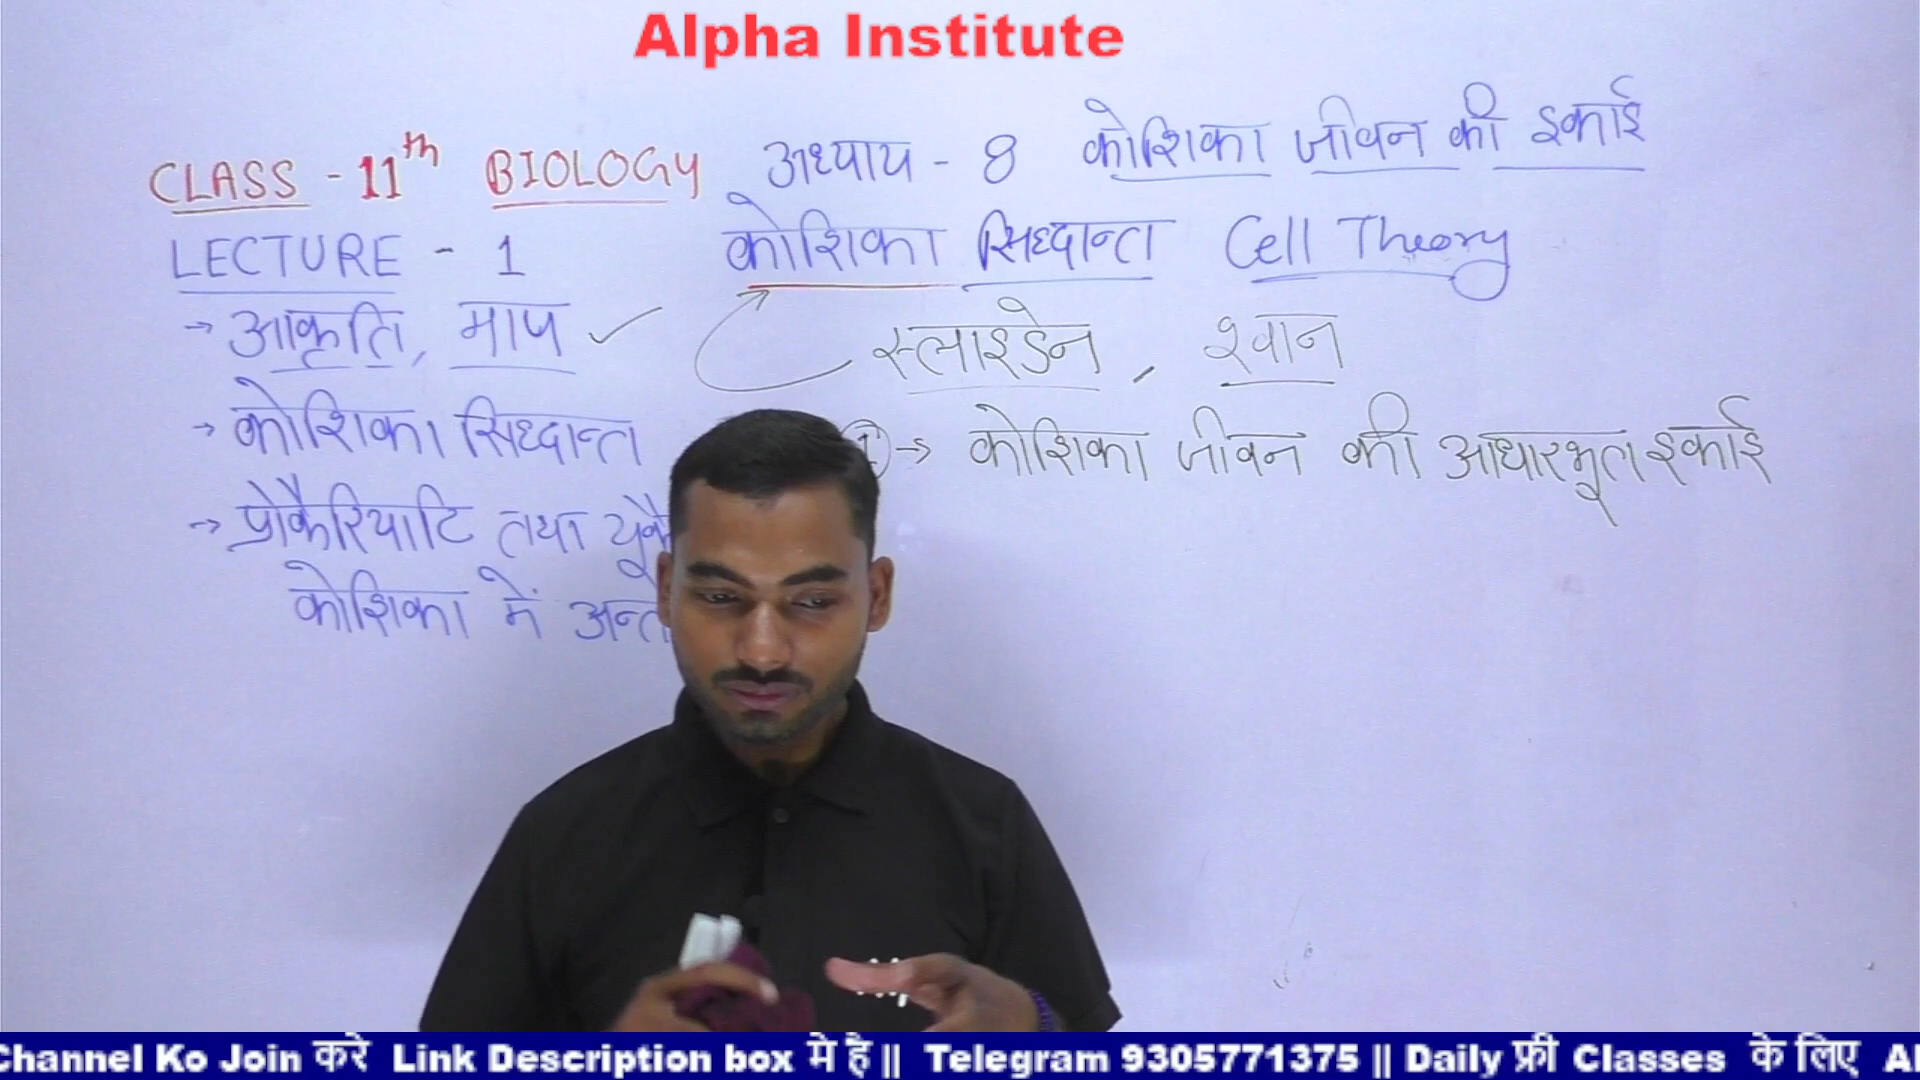 Alpha Institute
CLASS - 11th BIOLOGY
अध्याय - 8 कोशिका जीवन की इकाई
LECTURE - 1
कोशिका सिध्दान्त Cell Theory
→ आकृति, माप ✓
स्लाइडेन, श्वान
→ कोशिका सिध्दान्त
① → कोशिका जीवन की आधारभूत इकाई
→ प्रोकैरियाटि तथा
कोशिका में
Channel Ko Join करे Link Description box मे है || Telegram 9305771375 || Daily फ्री Classes के लिए